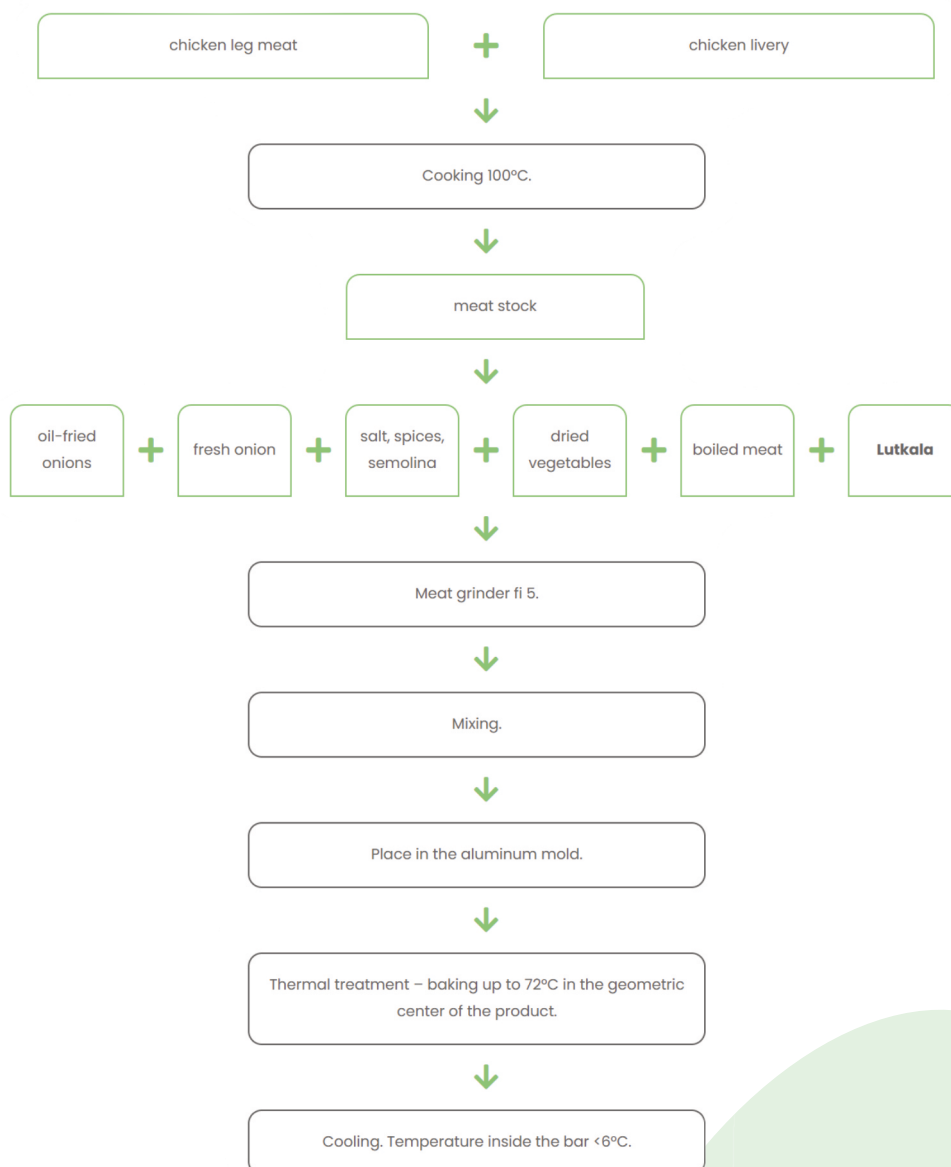 chicken leg meat
chicken livery
Cooking 100ºC.
meat stock
oil-fried
onions
fresh onion
salt, spices,
semolina
dried
vegetables
boiled meat
Lutkala
Meat grinder fi 5.
Mixing.
Place in the aluminum mold.
Thermal treatment – baking up to 72ºC in the geometric
center of the product.
Cooling. Temperature inside the bar <6ºC.